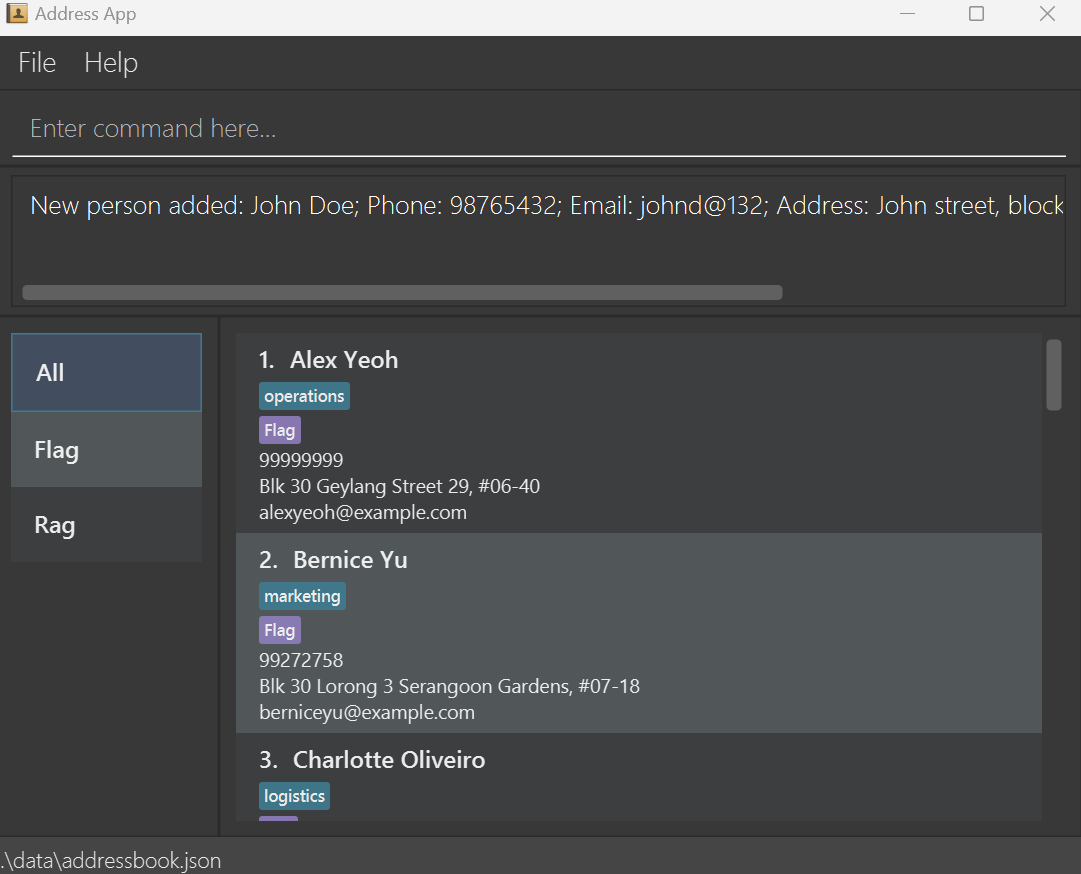 Address App
File Help
Enter command here...
New person added: John Doe; Phone: 98765432; Email: johnd@132; Address: John street, block
All
Flag
Rag
1. Alex Yeoh
operations
Flag
99999999
Blk 30 Geylang Street 29, #06-40
alexyeoh@example.com
2. Bernice Yu
marketing
Flag
99272758
Blk 30 Lorong 3 Serangoon Gardens, #07-18
berniceyu@example.com
3. Charlotte Oliveiro
logistics
.\data\addressbook.json